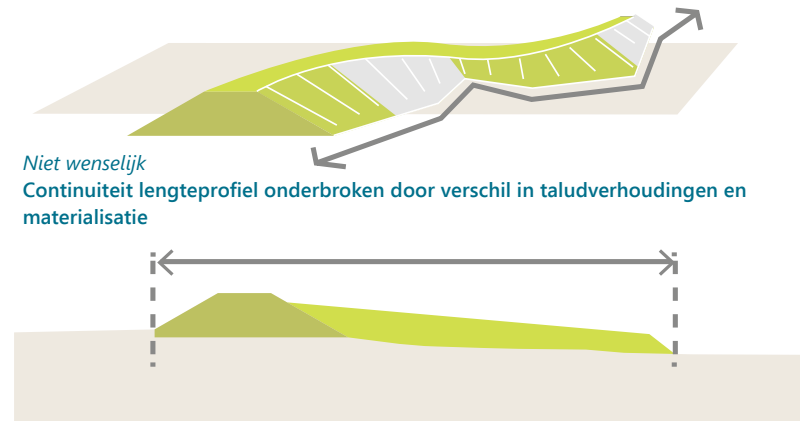 Niet wenselijk
Continuiteit lengteprofiel onderbroken door verschil in taludverhoudingen en
materialisatie